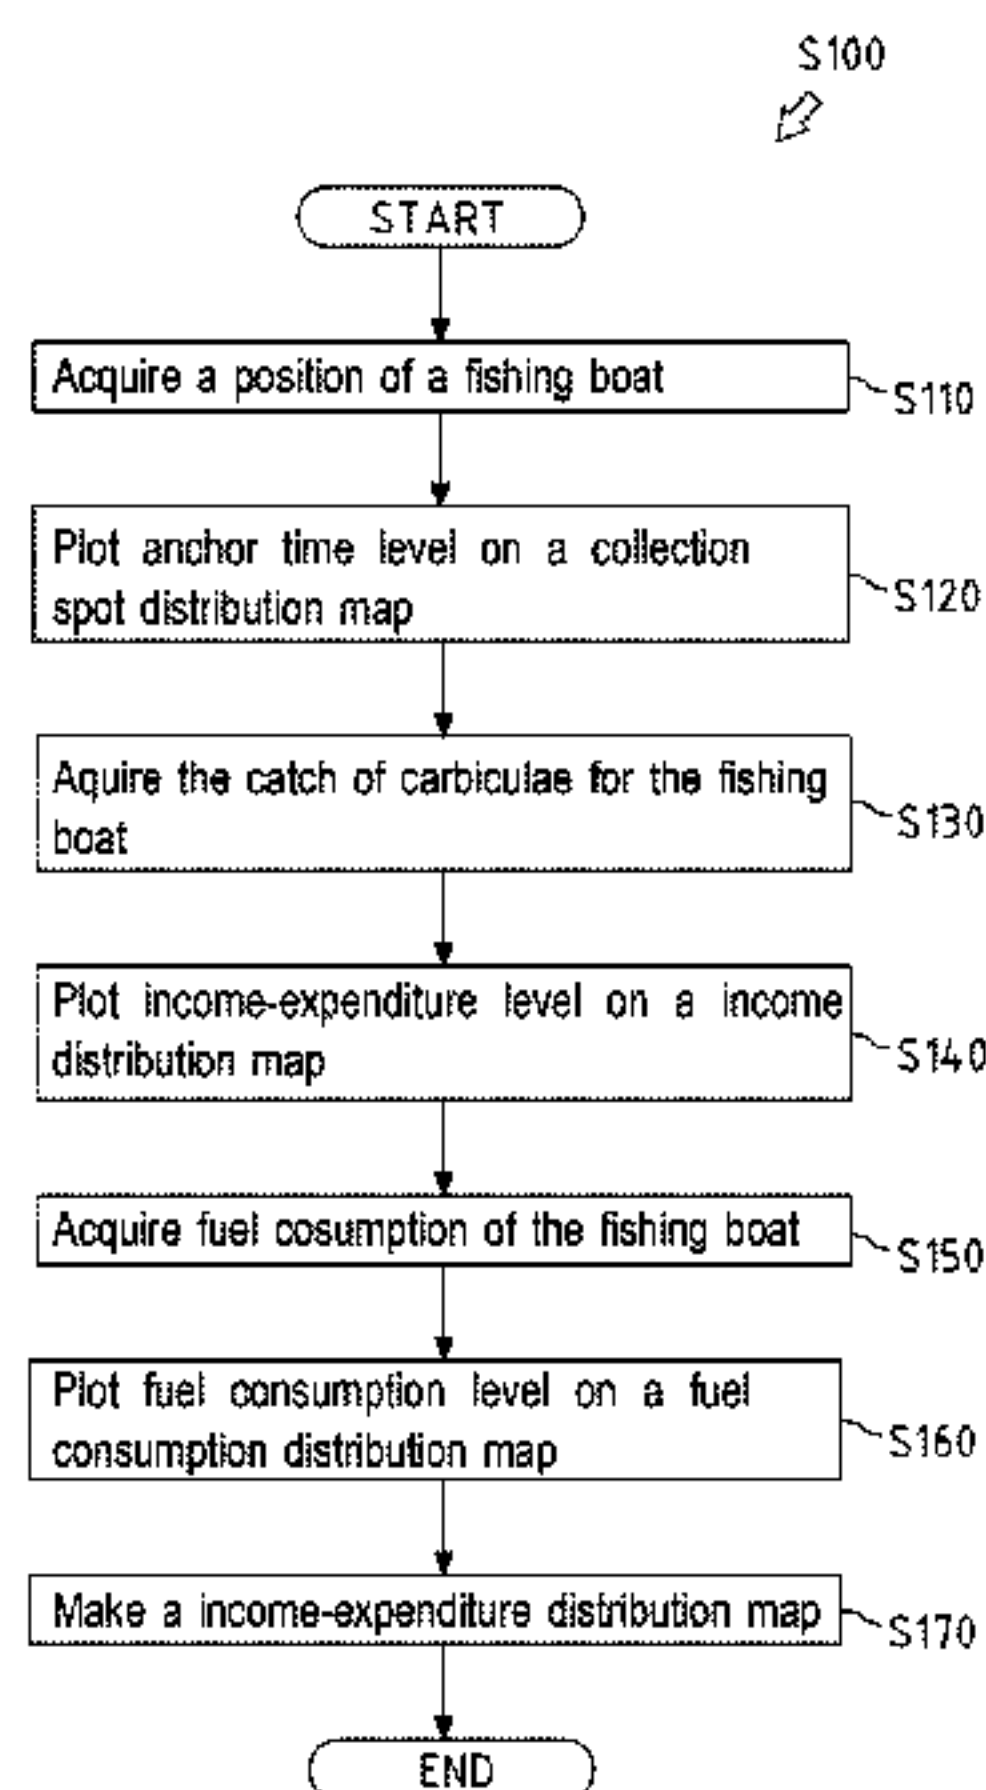 S100
START
Acquire a position of a fishing boat
S110
Plot anchor time level on a collection
spot distribution map
S120
Aquire the catch of carbiculae for the fishing
boat
S130
Plot income-expenditure level on a income
distribution map
S140
Acquire fuel cosumption of the fishing boat
S150
Plot fuel consumption level on a fuel
consumption distribution map
S160
Make a income-expenditure distribution map
S170
END